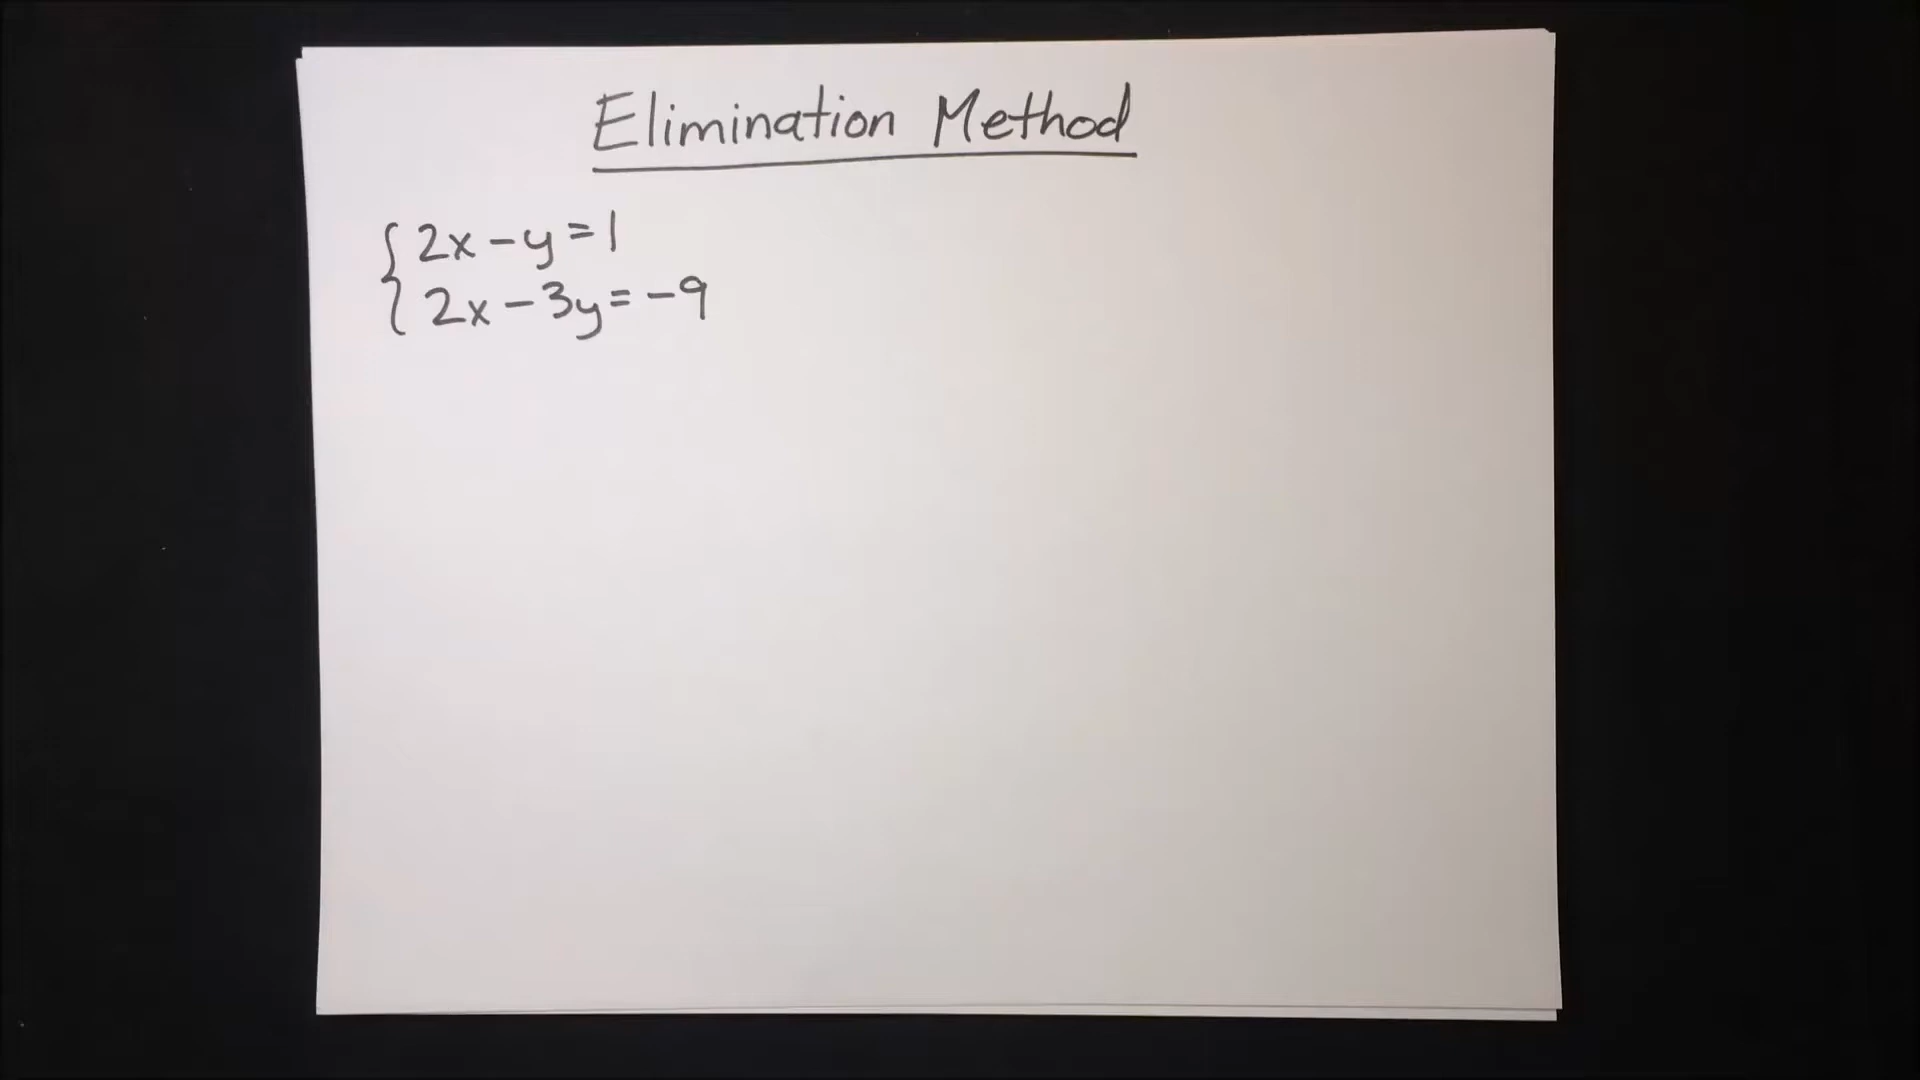 Elimination Method
{ 2x - y = 1
2x - 3y = -9